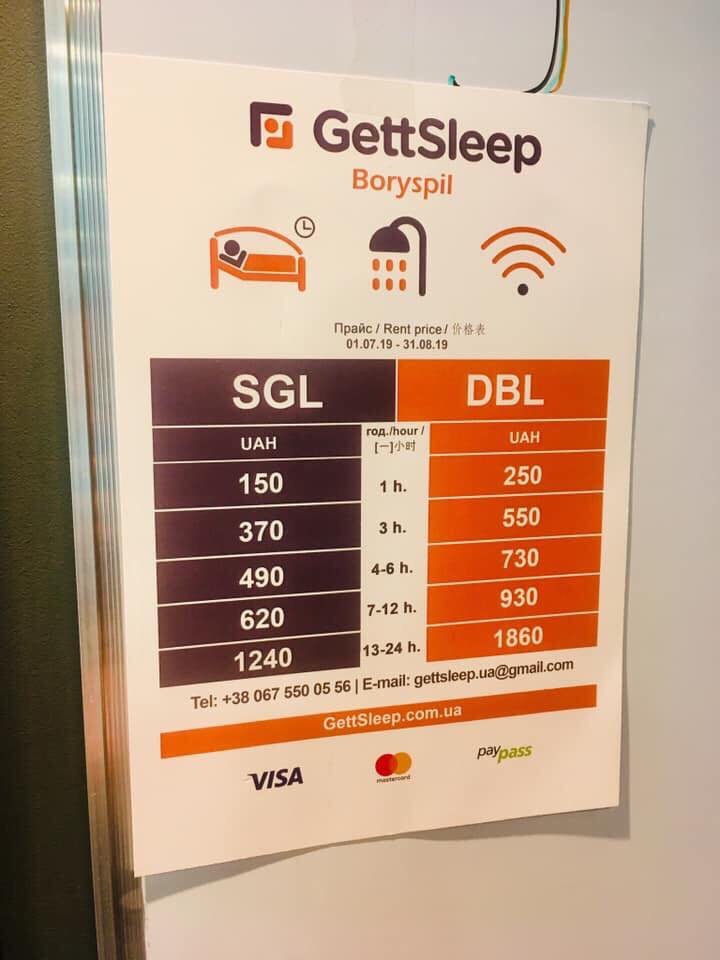 GettSleep
Boryspil
Прайс / Rent price / 价格表
01.07.19 - 31.08.19
SGL DBL
UAH год./hour / UAH
[一]小时
150 1 h. 250
370 3 h. 550
490 4-6 h. 730
620 7-12 h. 930
1240 13-24 h. 1860
Tel: +38 067 550 05 56 | E-mail: gettsleep.ua@gmail.com
GettSleep.com.ua
VISA mastercard paypass